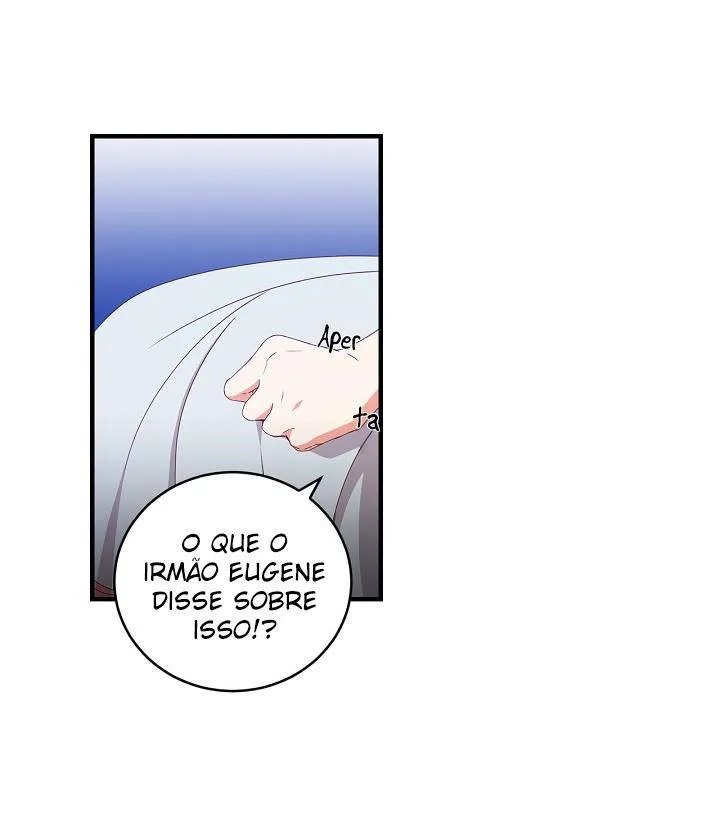 Aper
ta
O QUE O
IRMÃO EUGENE
DISSE SOBRE
ISSO!?